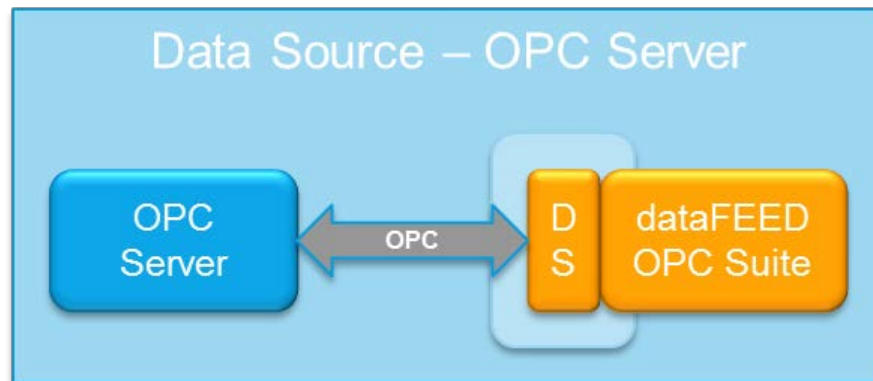 Data Source – OPC Server
OPC
Server
OPC
D
S
dataFEED
OPC Suite